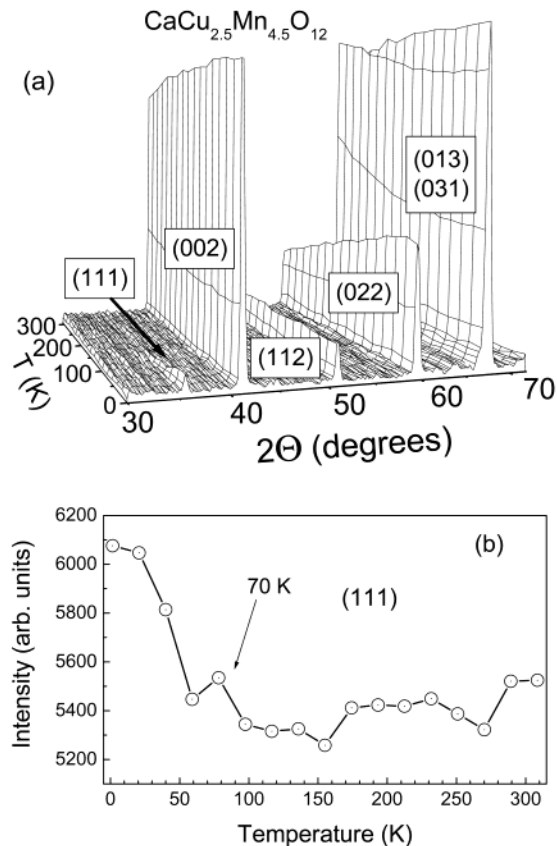 CaCu2.5Mn4.5O12
(a)
(013)
(031)
(002)
(111)
(022)
(112)
300
200
100
0
T (K)
30 40 50 60 70
2Θ (degrees)
6200
6000
5800
5600
5400
5200
Intensity (arb. units)
(b)
70 K
(111)
0 50 100 150 200 250 300
Temperature (K)